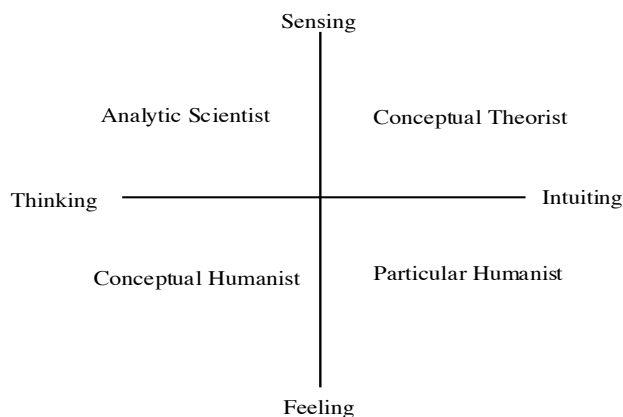 Sensing
Analytic Scientist
Conceptual Theorist
Thinking
Intuiting
Conceptual Humanist
Particular Humanist
Feeling